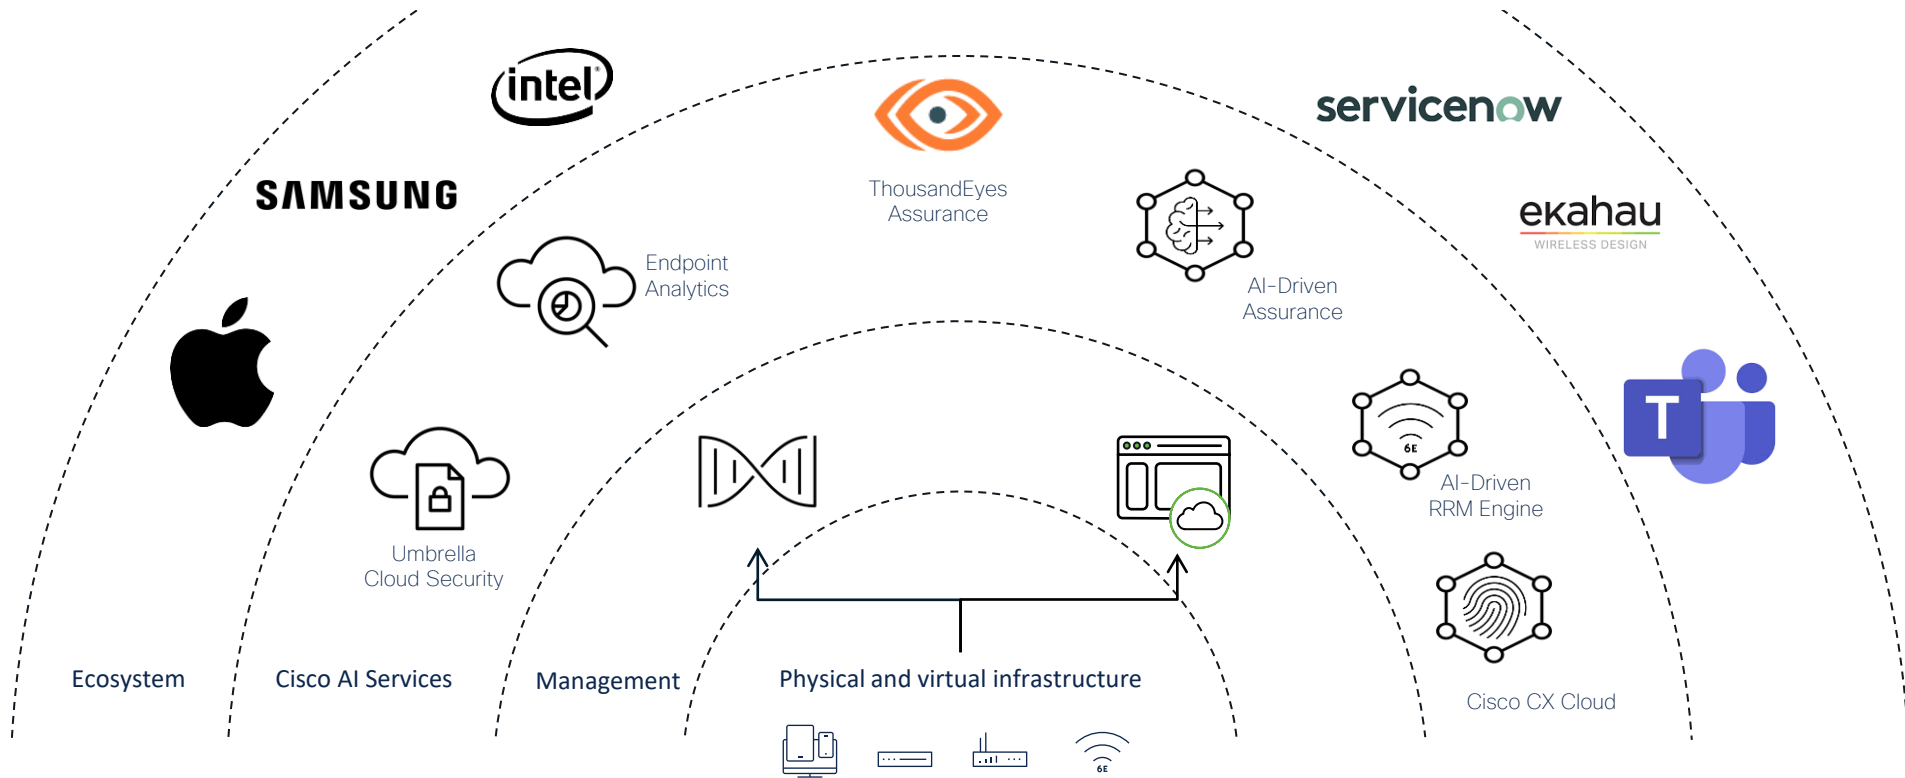 intel
servicenow
SAMSUNG
ThousandEyes
Assurance
ekahau
WIRELESS DESIGN
Endpoint
Analytics
AI-Driven
Assurance
T
6E
AI-Driven
RRM Engine
Umbrella
Cloud Security
Ecosystem
Cisco AI Services
Management
Physical and virtual infrastructure
Cisco CX Cloud
6E